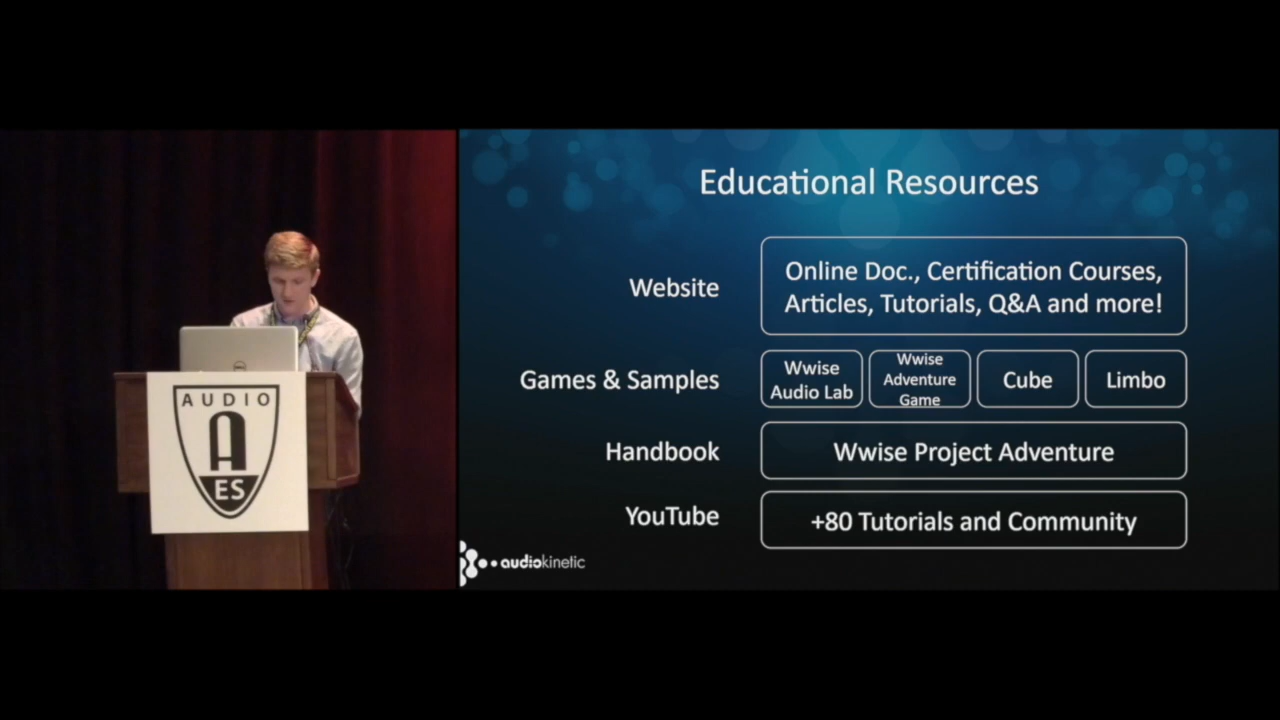 Educational Resources
Website
Online Doc., Certification Courses,
Articles, Tutorials, Q&A and more!
Games & Samples
Wwise
Audio Lab
Wwise
Adventure
Game
Cube
Limbo
Handbook
Wwise Project Adventure
YouTube
+80 Tutorials and Community
audiokinetic
AUDIO
A
ES
DELL